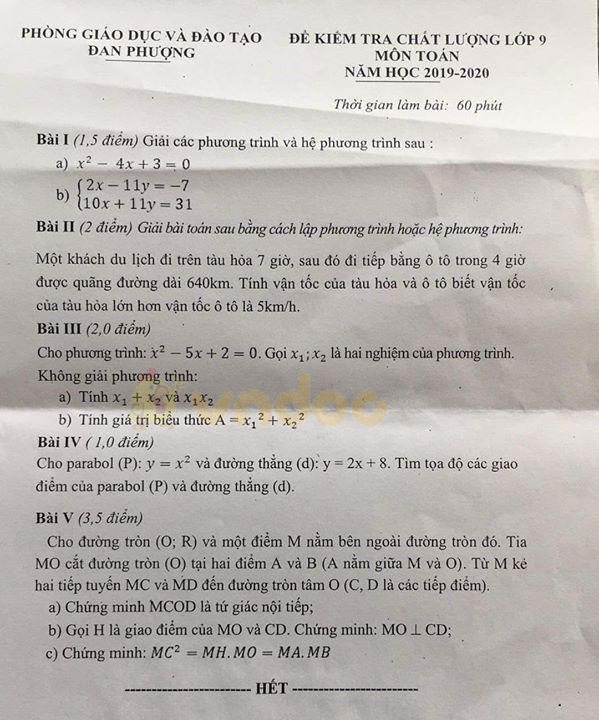 PHÒNG GIÁO DỤC VÀ ĐÀO TẠO
ĐAN PHƯỢNG
ĐỀ KIỂM TRA CHẤT LƯỢNG LỚP 9
MÔN TOÁN
NĂM HỌC 2019-2020
Thời gian làm bài: 60 phút
Bài I (1,5 điểm) Giải các phương trình và hệ phương trình sau :
a) x² − 4x + 3 = 0
b) {2x − 11y = −7
{10x + 11y = 31
Bài II (2 điểm) Giải bài toán sau bằng cách lập phương trình hoặc hệ phương trình:
Một khách du lịch đi trên tàu hỏa 7 giờ, sau đó đi tiếp bằng ô tô trong 4 giờ
được quãng đường dài 640km. Tính vận tốc của tàu hỏa và ô tô biết vận tốc
của tàu hỏa lớn hơn vận tốc ô tô là 5km/h.
Bài III (2,0 điểm)
Cho phương trình: x² − 5x + 2 = 0. Gọi x₁; x₂ là hai nghiệm của phương trình.
Không giải phương trình:
a) Tính x₁ + x₂ và x₁x₂
b) Tính giá trị biểu thức A = x₁² + x₂²
vndoc
Bài IV ( 1,0 điểm)
Cho parabol (P): y = x² và đường thẳng (d): y = 2x + 8. Tìm tọa độ các giao
điểm của parabol (P) và đường thẳng (d).
Bài V (3,5 điểm)
Cho đường tròn (O; R) và một điểm M nằm bên ngoài đường tròn đó. Tia
MO cắt đường tròn (O) tại hai điểm A và B (A nằm giữa M và O). Từ M kẻ
hai tiếp tuyến MC và MD đến đường tròn tâm O (C, D là các tiếp điểm).
a) Chứng minh MCOD là tứ giác nội tiếp;
b) Gọi H là giao điểm của MO và CD. Chứng minh: MO ⊥ CD;
c) Chứng minh: MC² = MH. MO = MA. MB
------------------------ HẾT ------------------------